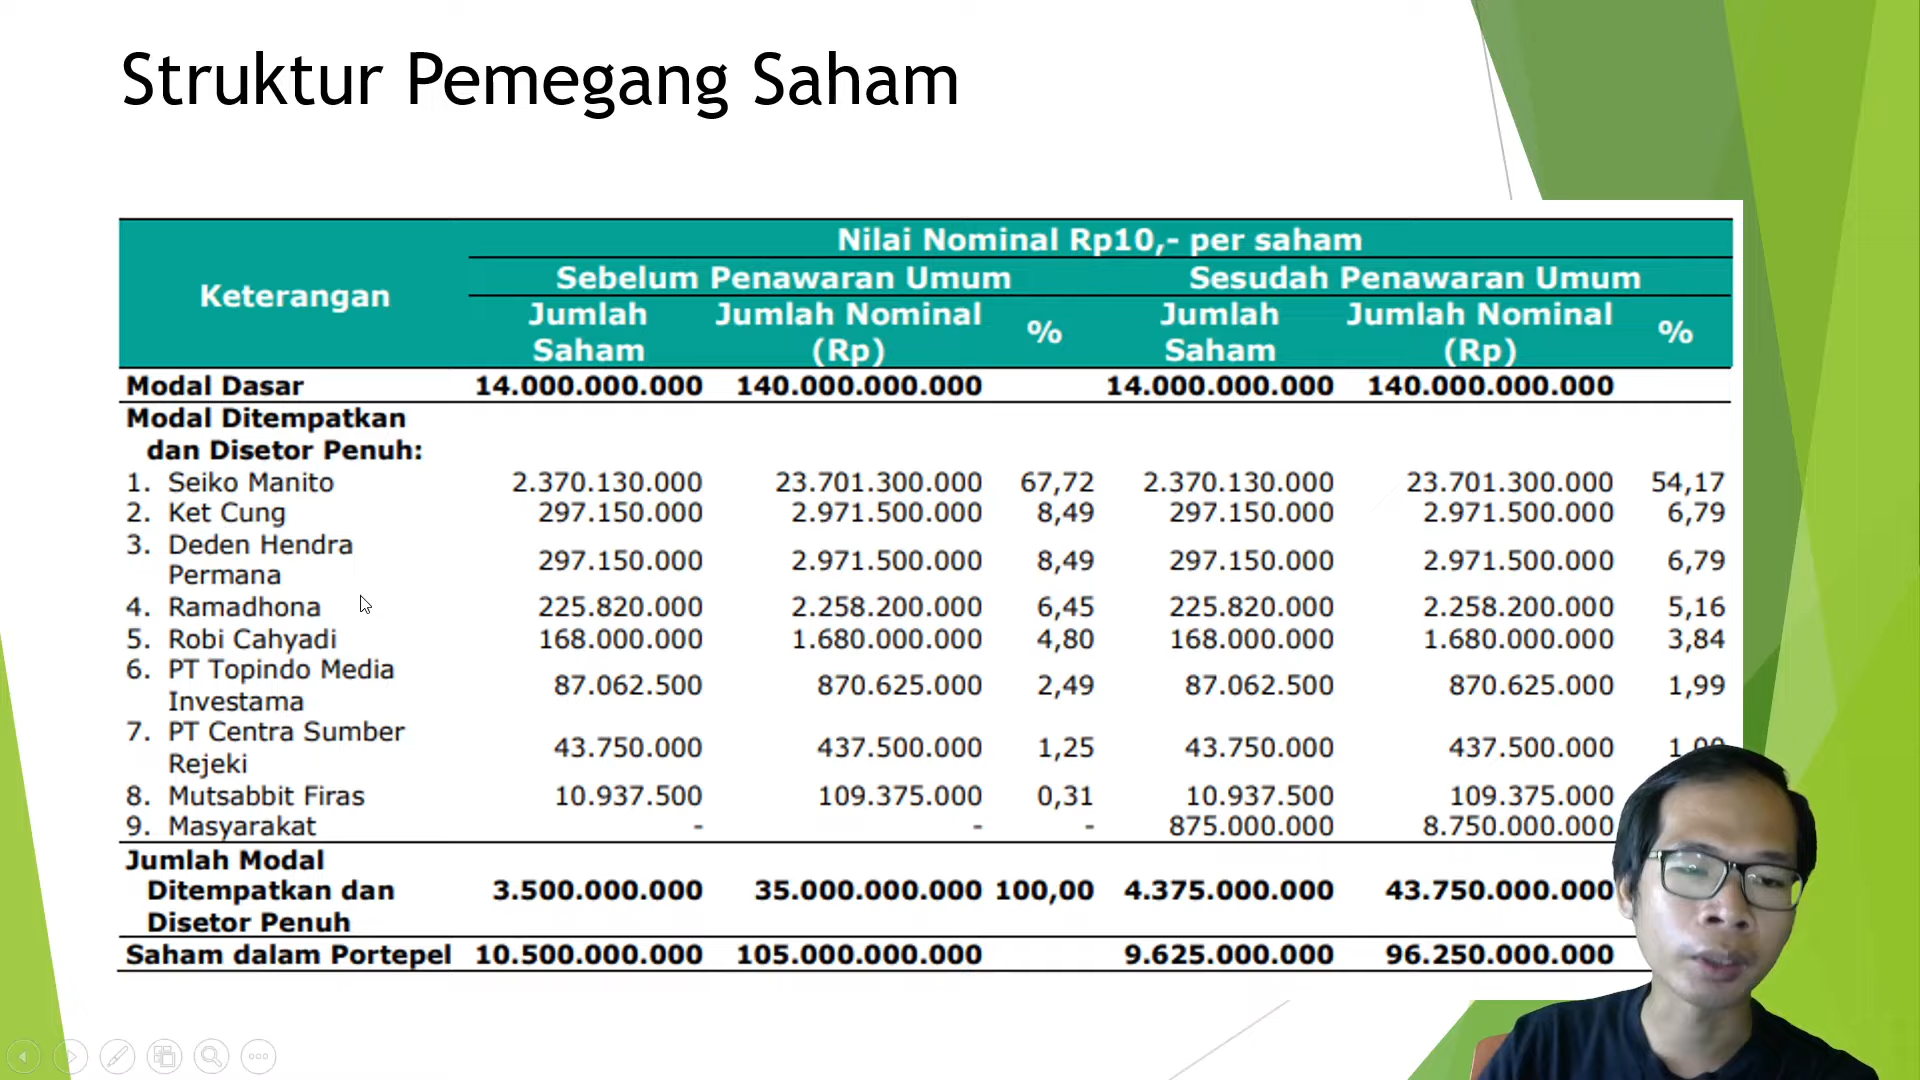 Struktur Pemegang Saham
Keterangan
Nilai Nominal Rp10,- per saham
Sebelum Penawaran Umum Sesudah Penawaran Umum
Jumlah Saham Jumlah Nominal (Rp) % Jumlah Saham Jumlah Nominal (Rp) %
Modal Dasar 14.000.000.000 140.000.000.000 14.000.000.000 140.000.000.000
Modal Ditempatkan
dan Disetor Penuh:
1. Seiko Manito 2.370.130.000 23.701.300.000 67,72 2.370.130.000 23.701.300.000 54,17
2. Ket Cung 297.150.000 2.971.500.000 8,49 297.150.000 2.971.500.000 6,79
3. Deden Hendra
Permana 297.150.000 2.971.500.000 8,49 297.150.000 2.971.500.000 6,79
4. Ramadhona 225.820.000 2.258.200.000 6,45 225.820.000 2.258.200.000 5,16
5. Robi Cahyadi 168.000.000 1.680.000.000 4,80 168.000.000 1.680.000.000 3,84
6. PT Topindo Media
Investama 87.062.500 870.625.000 2,49 87.062.500 870.625.000 1,99
7. PT Centra Sumber
Rejeki 43.750.000 437.500.000 1,25 43.750.000 437.500.000
8. Mutsabbit Firas 10.937.500 109.375.000 0,31 10.937.500 109.375.000
9. Masyarakat - - - 875.000.000 8.750.000.000
Jumlah Modal
Ditempatkan dan 3.500.000.000 35.000.000.000 100,00 4.375.000.000 43.750.000.000
Disetor Penuh
Saham dalam Portepel 10.500.000.000 105.000.000.000 9.625.000.000 96.250.000.000